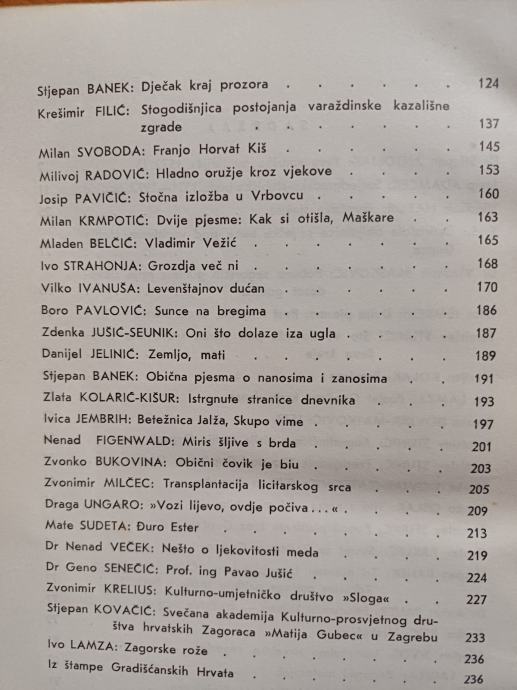 Stjepan BANEK: Dječak kraj prozora . . . . . . 124
Krešimir FILIĆ: Stogodišnjica postojanja varaždinske kazališne
zgrade . . . . . . 137
Milan SVOBODA: Franjo Horvat Kiš . . . . . 145
Milivoj RADOVIĆ: Hladno oružje kroz vjekove . . . . 153
Josip PAVIČIĆ: Stočna izložba u Vrbovcu . . . . . 160
Milan KRMPOTIĆ: Dvije pjesme: Kak si otišla, Maškare . . 163
Mladen BELČIĆ: Vladimir Vežić . . . . . . . 165
Ivo STRAHONJA: Grozdja več ni . . . . . . . 168
Vilko IVANUŠA: Levenštajnov dućan . . . . . . 170
Boro PAVLOVIĆ: Sunce na bregima . . . . . . 186
Zdenka JUŠIĆ-SEUNIK: Oni što dolaze iza ugla . . . . 187
Danijel JELINIĆ: Zemljo, mati . . . . . . . 189
Stjepan BANEK: Obična pjesma o nanosima i zanosima . . 191
Zlata KOLARIĆ-KIŠUR: Istrgnute stranice dnevnika . . . 193
Ivica JEMBRIH: Betežnica Jalža, Skupo vime . . . . . 197
Nenad FIGENWALD: Miris šljive s brda . . . . . 201
Zvonko BUKOVINA: Obični čovik je biu . . . . . 203
Zvonimir MILČEC: Transplantacija licitarskog srca . . . 205
Draga UNGARO: »Vozi lijevo, ovdje počiva...« . . . . 209
Mate SUDETA: Đuro Ester . . . . . . . . 213
Dr Nenad VEČEK: Nešto o ljekovitosti meda . . . . 219
Dr Geno SENEČIĆ: Prof. ing Pavao Jušić . . . . . 224
Zvonimir KRELIUS: Kulturno-umjetničko društvo »Sloga« . . 227
Stjepan KOVAČIĆ: Svečana akademija Kulturno-prosvjetnog dru-
štva hrvatskih Zagoraca »Matija Gubec« u Zagrebu 233
Ivo LAMZA: Zagorske rože . . . . . . . . 236
Iz štampe Gradišćanskih Hrvata . . . . . . . 236